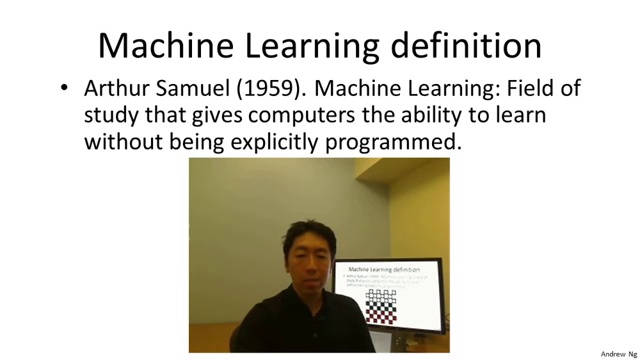 Machine Learning definition
• Arthur Samuel (1959). Machine Learning: Field of
study that gives computers the ability to learn
without being explicitly programmed.
Machine Learning definition
Andrew Ng